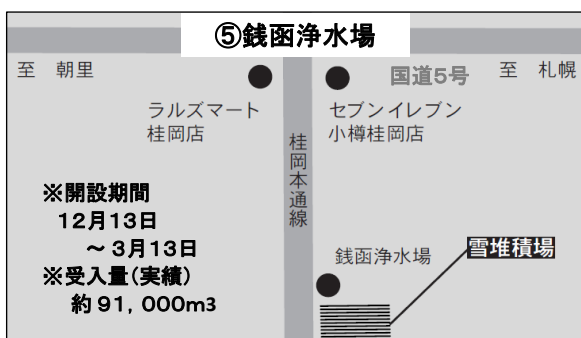 ⑤銭函浄水場
至 朝里
国道5号 至 札幌
ラルズマート
桂岡店
セブンイレブン
小樽桂岡店
桂岡本通線
※開設期間
12月13日
～3月13日
※受入量(実績)
約91,000m3
銭函浄水場
雪堆積場